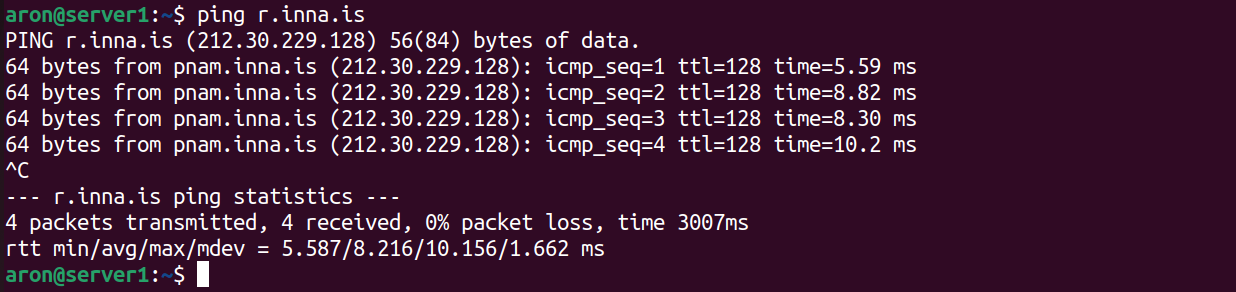 aron@server1:~$ ping r.inna.is
PING r.inna.is (212.30.229.128) 56(84) bytes of data.
64 bytes from pnam.inna.is (212.30.229.128): icmp_seq=1 ttl=128 time=5.59 ms
64 bytes from pnam.inna.is (212.30.229.128): icmp_seq=2 ttl=128 time=8.82 ms
64 bytes from pnam.inna.is (212.30.229.128): icmp_seq=3 ttl=128 time=8.30 ms
64 bytes from pnam.inna.is (212.30.229.128): icmp_seq=4 ttl=128 time=10.2 ms
^C
--- r.inna.is ping statistics ---
4 packets transmitted, 4 received, 0% packet loss, time 3007ms
rtt min/avg/max/mdev = 5.587/8.216/10.156/1.662 ms
aron@server1:~$